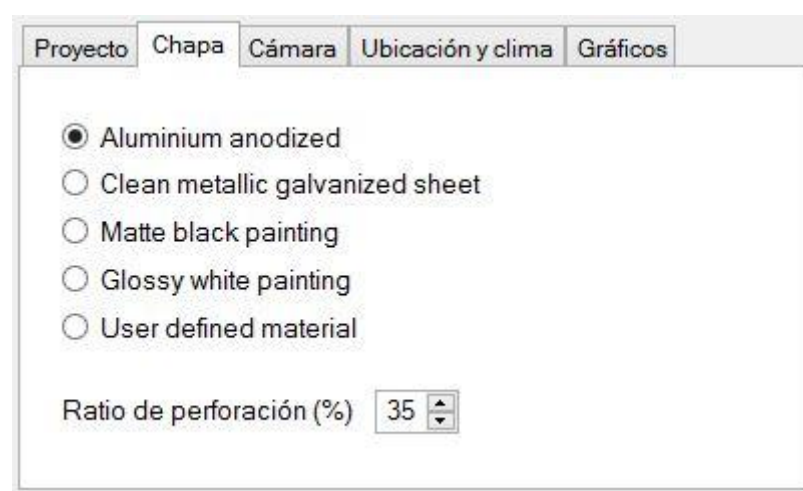 Proyecto Chapa Cámara Ubicación y clima Gráficos
Aluminium anodized
Clean metallic galvanized sheet
Matte black painting
Glossy white painting
User defined material
Ratio de perforación (%) 35